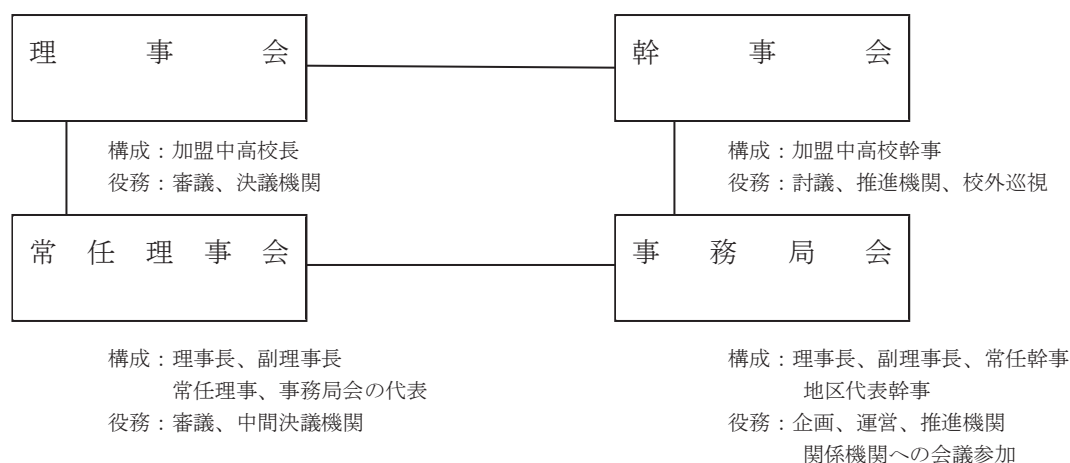 理事会
幹事会
構成：加盟中高校長
役務：審議、決議機関
構成：加盟中高校幹事
役務：討議、推進機関、校外巡視
常任理事会
事務局会
構成：理事長、副理事長
常任理事、事務局会の代表
役務：審議、中間決議機関
構成：理事長、副理事長、常任幹事
地区代表幹事
役務：企画、運営、推進機関
関係機関への会議参加